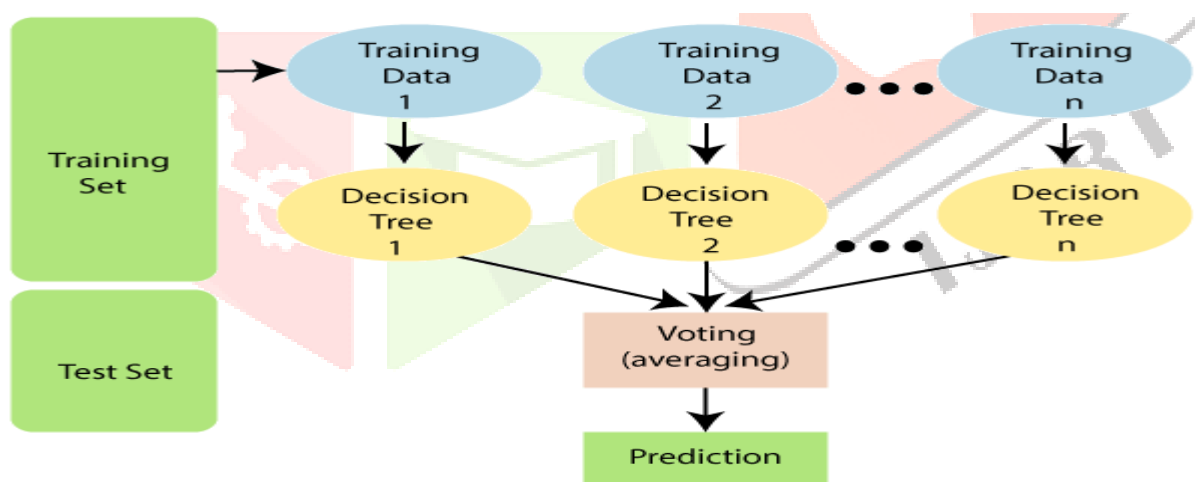 Training
Set
Training
Data
1
Training
Data
2
Training
Data
n
Decision
Tree
1
Decision
Tree
2
Decision
Tree
n
Voting
(averaging)
Test Set
Prediction